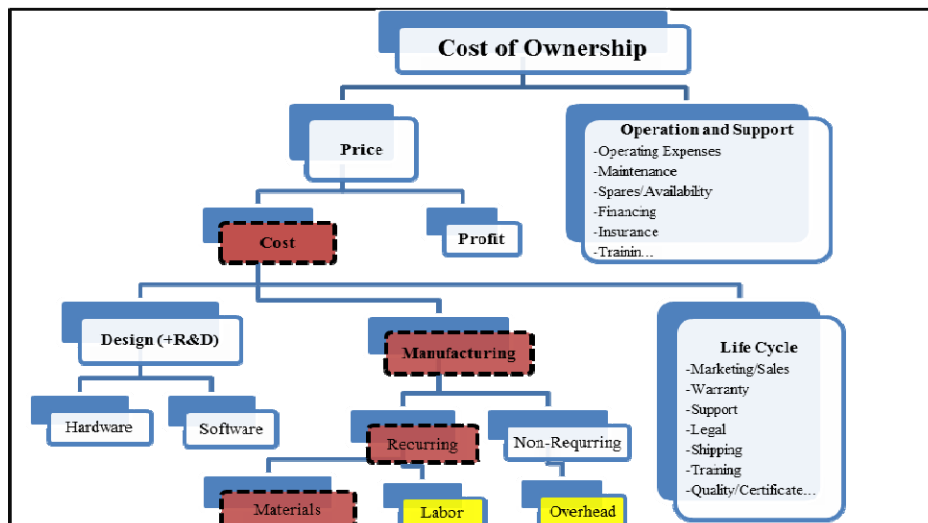 Cost of Ownership
Price
Operation and Support
-Operating Expenses
-Maintenance
-Spares/Availability
-Financing
-Insurance
-Trainin...
Cost
Profit
Design (+R&D)
Manufacturing
Life Cycle
-Marketing/Sales
-Warranty
-Support
-Legal
-Shipping
-Training
-Quality/Certificate...
Hardware
Software
Recurring
Non-Requrring
Materials
Labor
Overhead